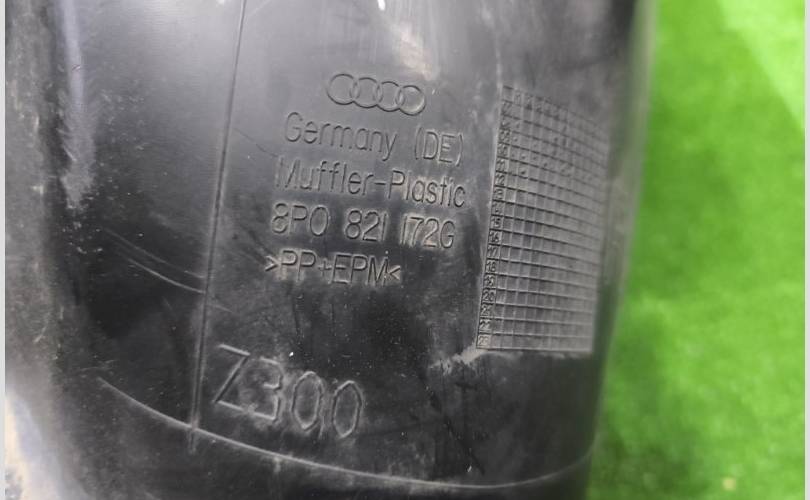 Germany (DE)
Muffler-Plastic
8P0 821 172G
>PP+EPM<
Z300